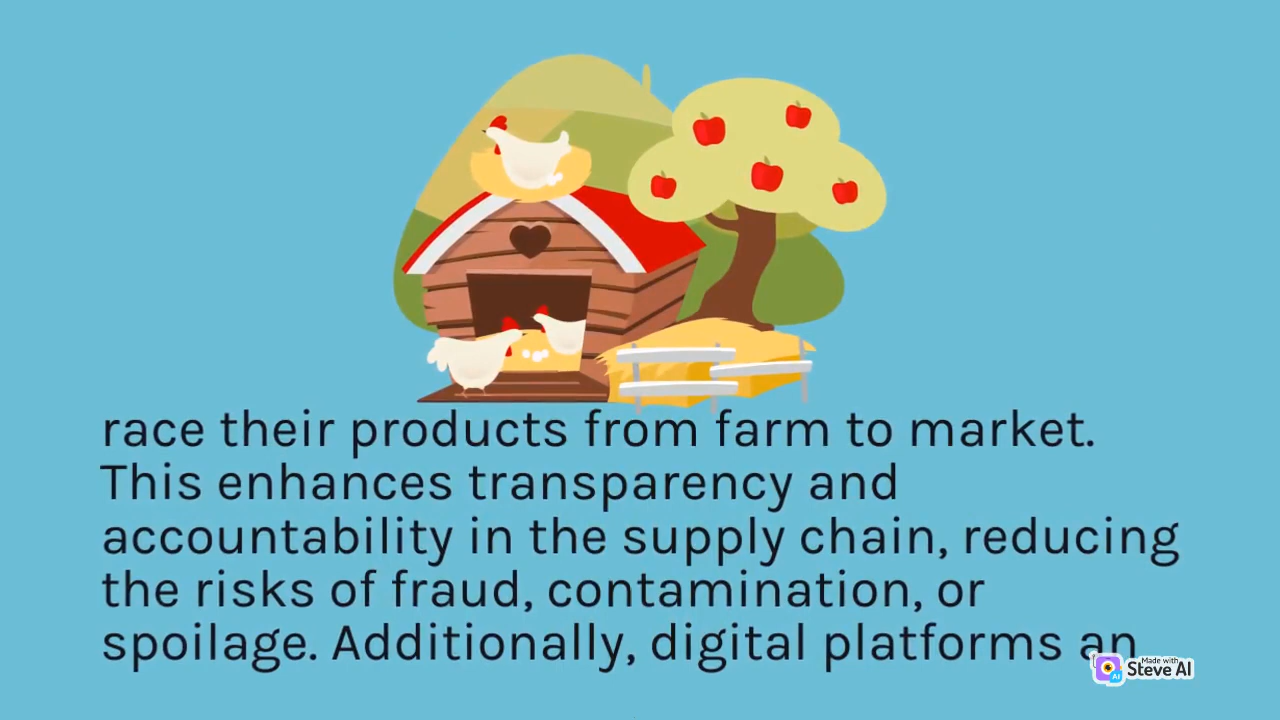 race their products from farm to market.
This enhances transparency and
accountability in the supply chain, reducing
the risks of fraud, contamination, or
spoilage. Additionally, digital platforms an
Made with
Steve AI
AI